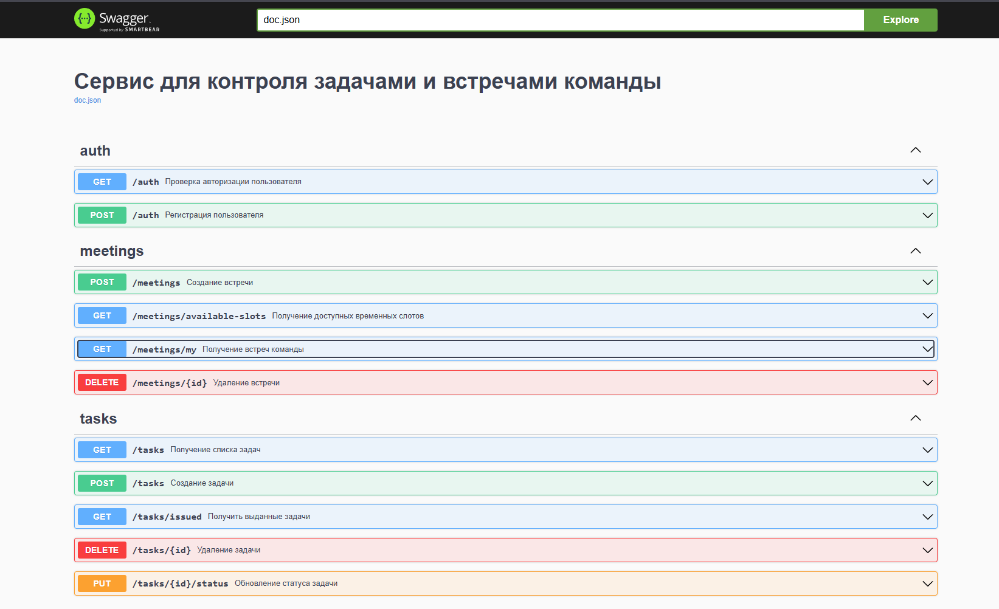 Swagger
Supported by SMARTBEAR
doc.json
Explore
Сервис для контроля задачами и встречами команды
doc.json
auth
GET /auth Проверка авторизации пользователя
POST /auth Регистрация пользователя
meetings
POST /meetings Создание встречи
GET /meetings/available-slots Получение доступных временных слотов
GET /meetings/my Получение встреч команды
DELETE /meetings/{id} Удаление встречи
tasks
GET /tasks Получение списка задач
POST /tasks Создание задачи
GET /tasks/issued Получить выданные задачи
DELETE /tasks/{id} Удаление задачи
PUT /tasks/{id}/status Обновление статуса задачи